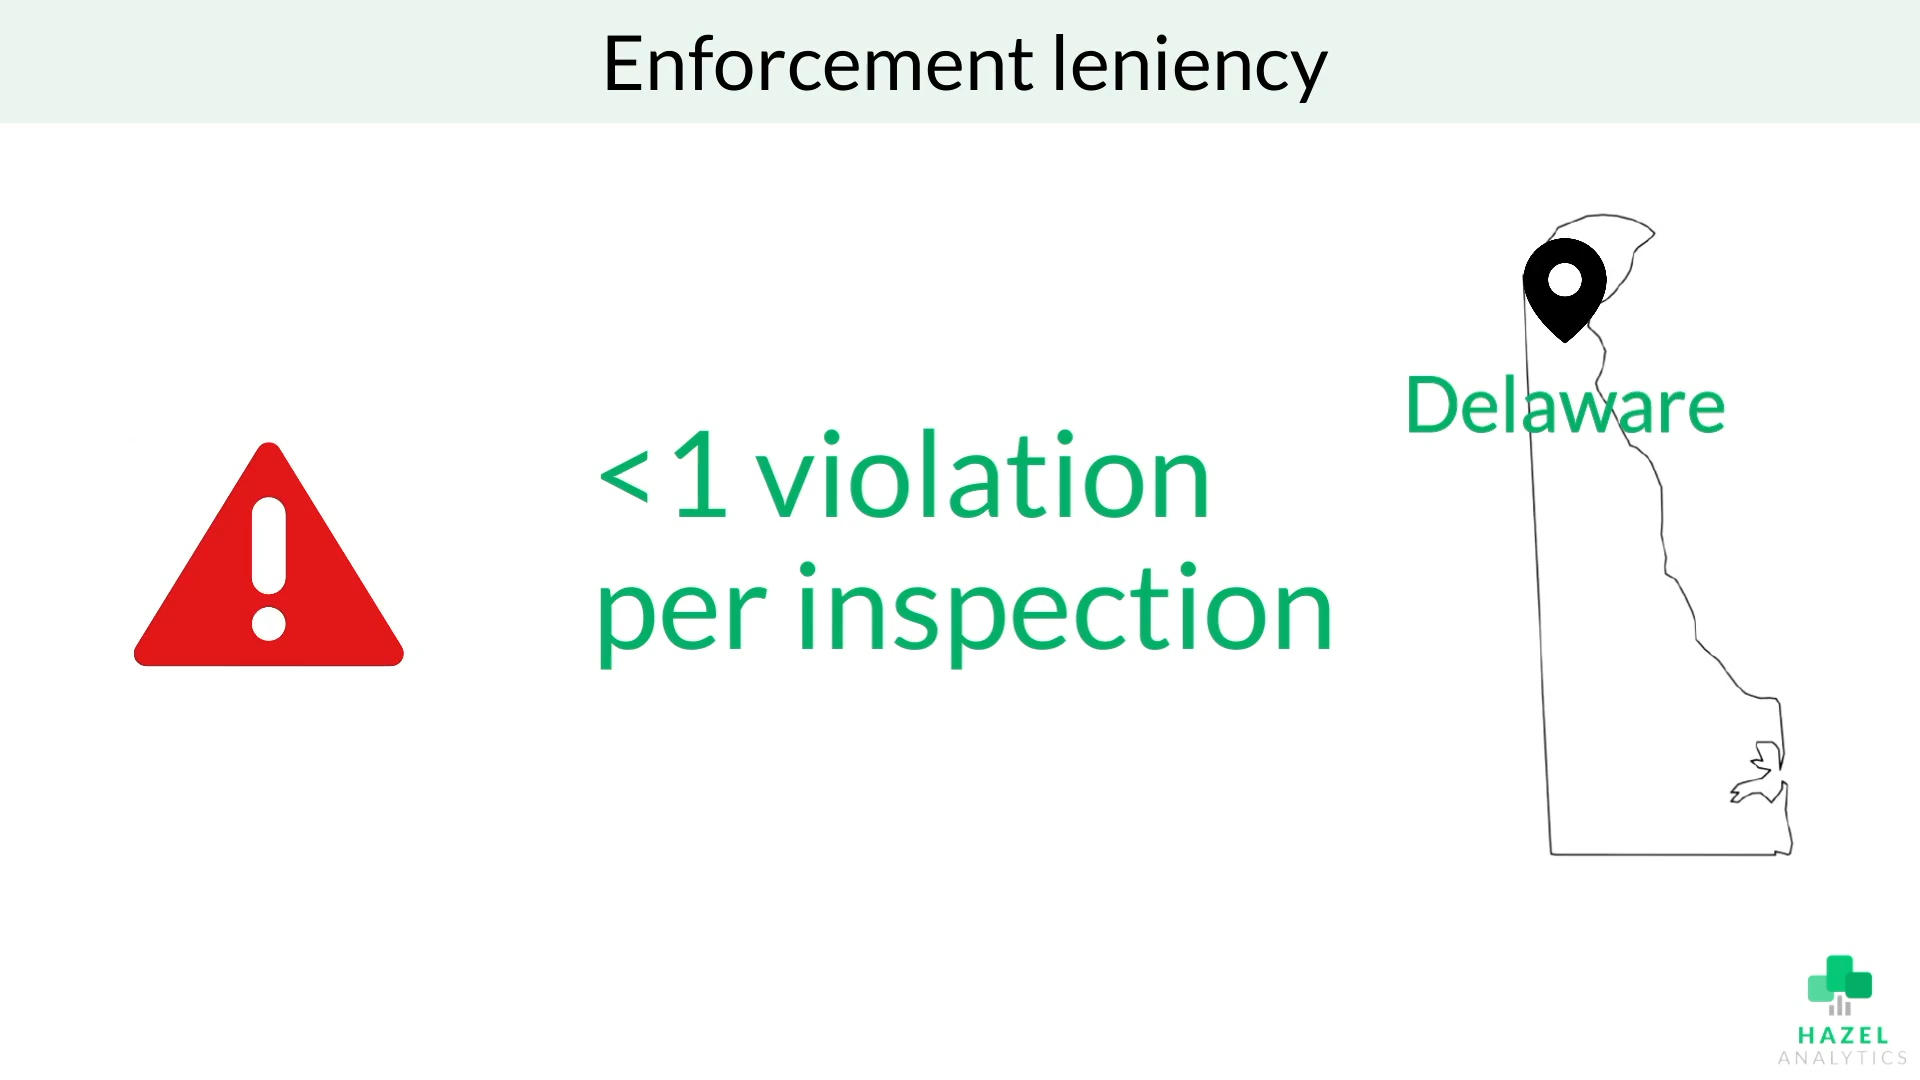 Enforcement leniency
Delaware
<1 violation
per inspection
HAZEL
ANALYTICS